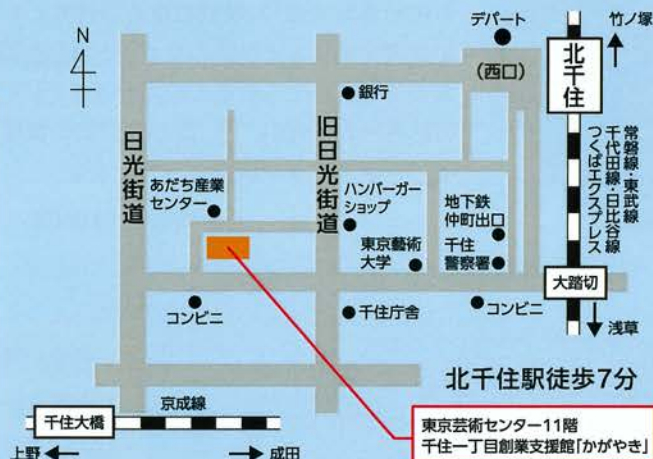 デパート
竹ノ塚
N
(西口)
北千住
銀行
日光街道
旧日光街道
常磐線・東武線
千代田線・日比谷線
つくばエクスプレス
あだち産業
センター
ハンバーガー
ショップ
地下鉄
仲町出口
東京藝術
大学
千住
警察署
大踏切
コンビニ
千住庁舎
コンビニ
浅草
北千住駅徒歩7分
京成線
千住大橋
上野
成田
東京芸術センター11階
千住一丁目創業支援館「かがやき」